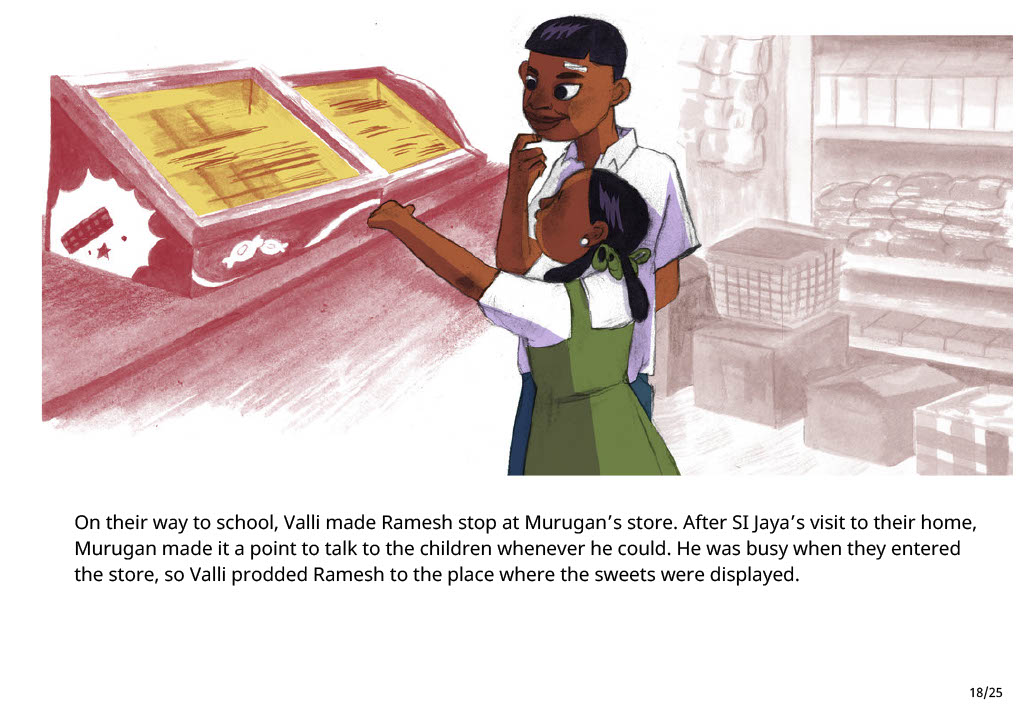 On their way to school, Valli made Ramesh stop at Murugan’s store. After SI Jaya’s visit to their home,
Murugan made it a point to talk to the children whenever he could. He was busy when they entered
the store, so Valli prodded Ramesh to the place where the sweets were displayed.
18/25